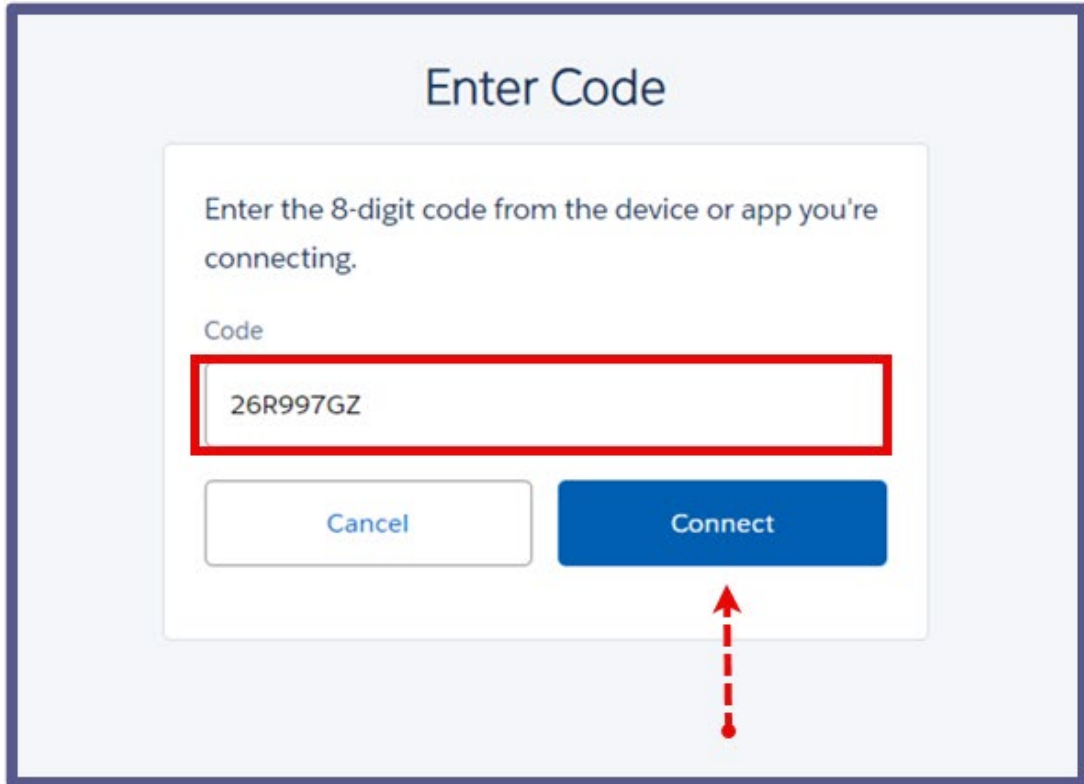 Enter Code
Enter the 8-digit code from the device or app you're
connecting.
Code
26R997GZ
Cancel
Connect